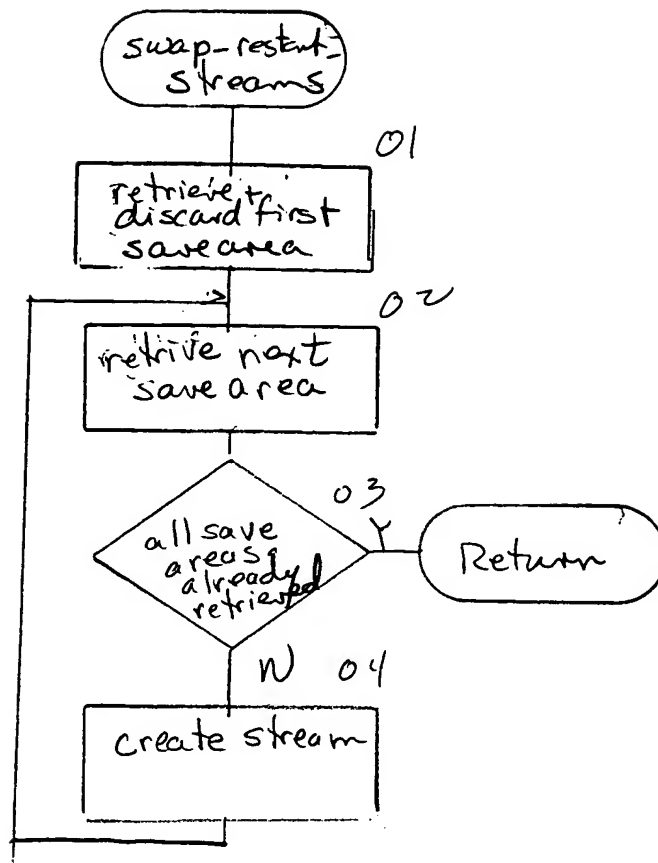 swap-restart-
streams
01
retrieve +
discard first
save area
02
retrive next
save area
03
all save
areas
already
retrieved
Y
Return
N 04
create stream